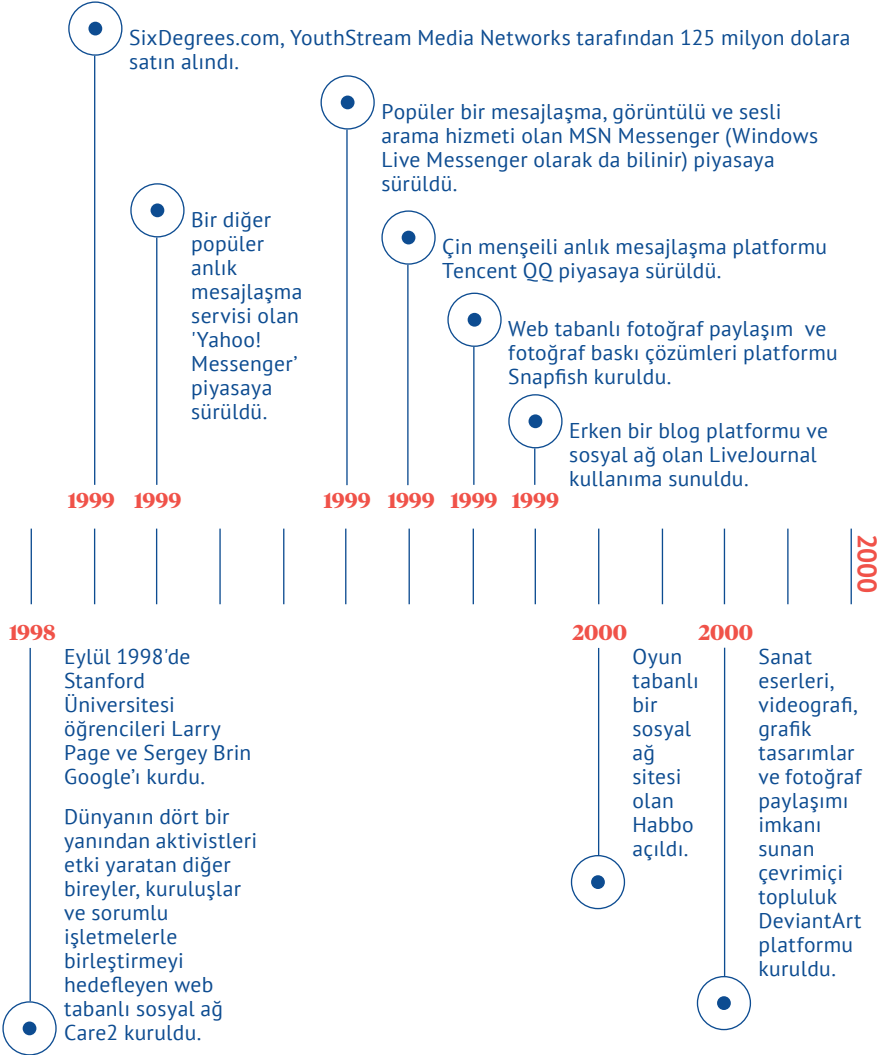 SixDegrees.com, YouthStream Media Networks tarafından 125 milyon dolara
satın alındı.
Popüler bir mesajlaşma, görüntülü ve sesli
arama hizmeti olan MSN Messenger (Windows
Live Messenger olarak da bilinir) piyasaya
sürüldü.
Bir diğer
popüler
anlık
mesajlaşma
servisi olan
'Yahoo!
Messenger’
piyasaya
sürüldü.
Çin menşeili anlık mesajlaşma platformu
Tencent QQ piyasaya sürüldü.
Web tabanlı fotoğraf paylaşım ve
fotoğraf baskı çözümleri platformu
Snapfish kuruldu.
Erken bir blog platformu ve
sosyal ağ olan LiveJournal
kullanıma sunuldu.
1999 1999 1999 1999 1999 1999
2000
1998 2000 2000
Eylül 1998'de
Stanford
Üniversitesi
öğrencileri Larry
Page ve Sergey Brin
Google’ı kurdu.
Dünyanın dört bir
yanından aktivistleri
etki yaratan diğer
bireyler, kuruluşlar
ve sorumlu
işletmelerle
birleştirmeyi
hedefleyen web
tabanlı sosyal ağ
Care2 kuruldu.
Oyun
tabanlı
bir
sosyal
ağ
sitesi
olan
Habbo
açıldı.
Sanat
eserleri,
videografi,
grafik
tasarımlar
ve fotoğraf
paylaşımı
imkanı
sunan
çevrimiçi
topluluk
DeviantArt
platformu
kuruldu.